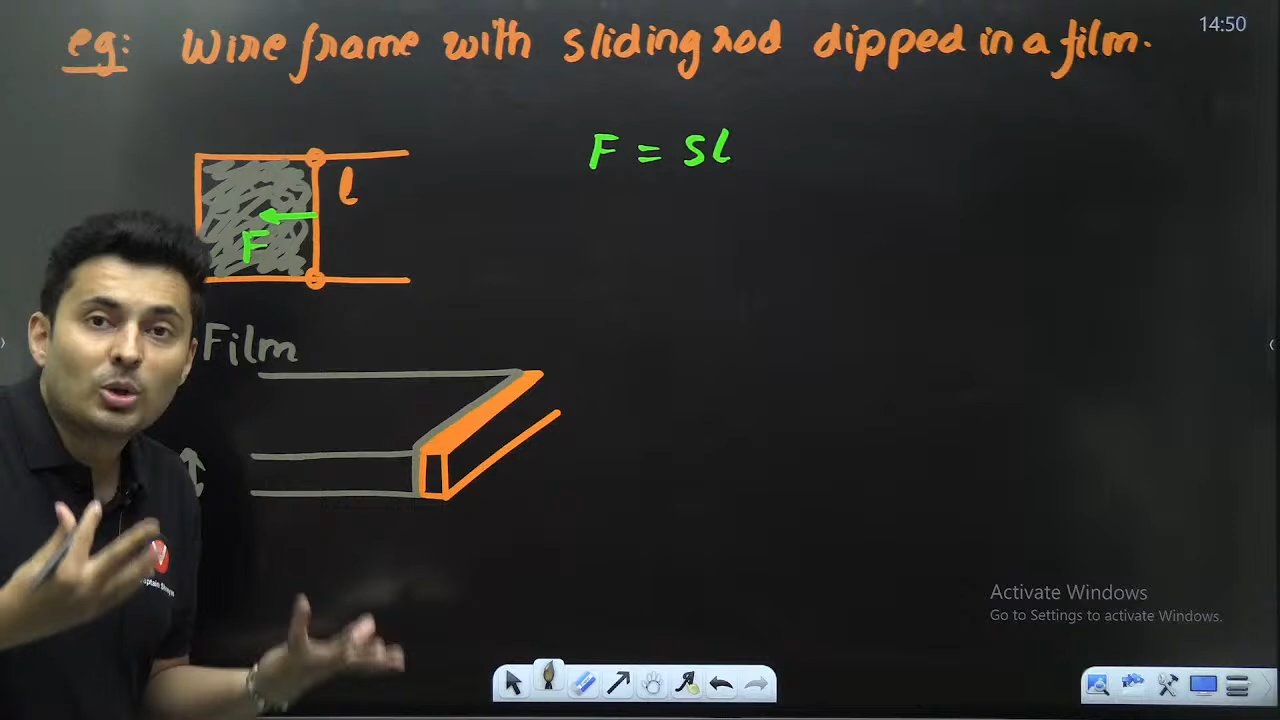 14:50
eg: Wire frame with sliding rod dipped in a film.
F = Sl
l
F
Film
Activate Windows
Go to Settings to activate Windows.